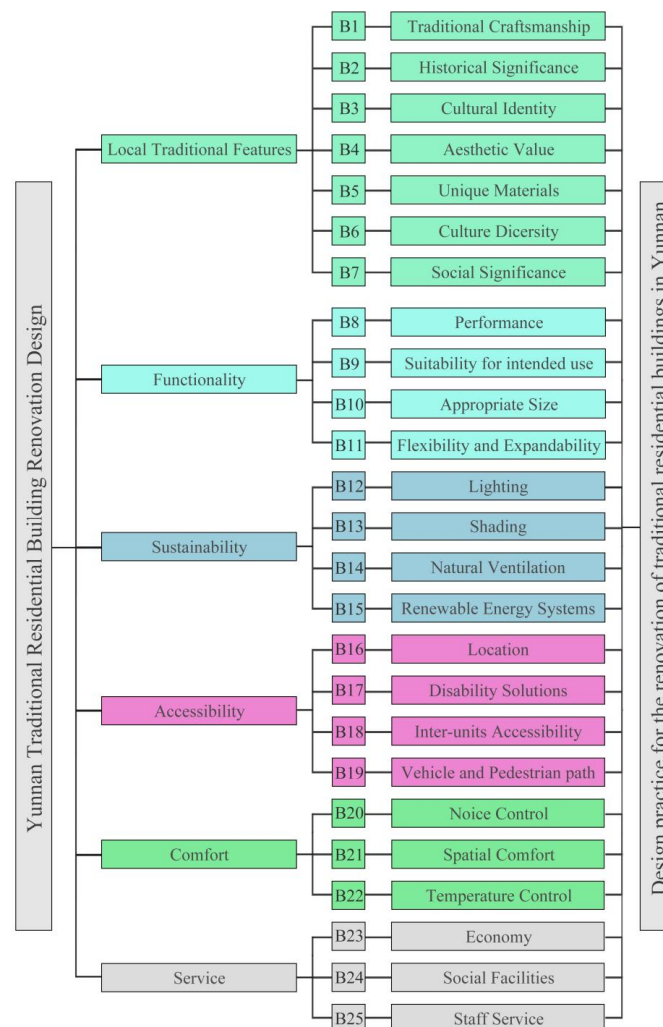 Yunnan Traditional Residential Building Renovation Design
Local Traditional Features
B1 Traditional Craftsmanship
B2 Historical Significance
B3 Cultural Identity
B4 Aesthetic Value
B5 Unique Materials
B6 Culture Dicersity
B7 Social Significance
Functionality
B8 Performance
B9 Suitability for intended use
B10 Appropriate Size
B11 Flexibility and Expandability
Sustainability
B12 Lighting
B13 Shading
B14 Natural Ventilation
B15 Renewable Energy Systems
Accessibility
B16 Location
B17 Disability Solutions
B18 Inter-units Accessibility
B19 Vehicle and Pedestrian path
Comfort
B20 Noice Control
B21 Spatial Comfort
B22 Temperature Control
Service
B23 Economy
B24 Social Facilities
B25 Staff Service
Design practice for the renovation of traditional residential buildings in Yunnan